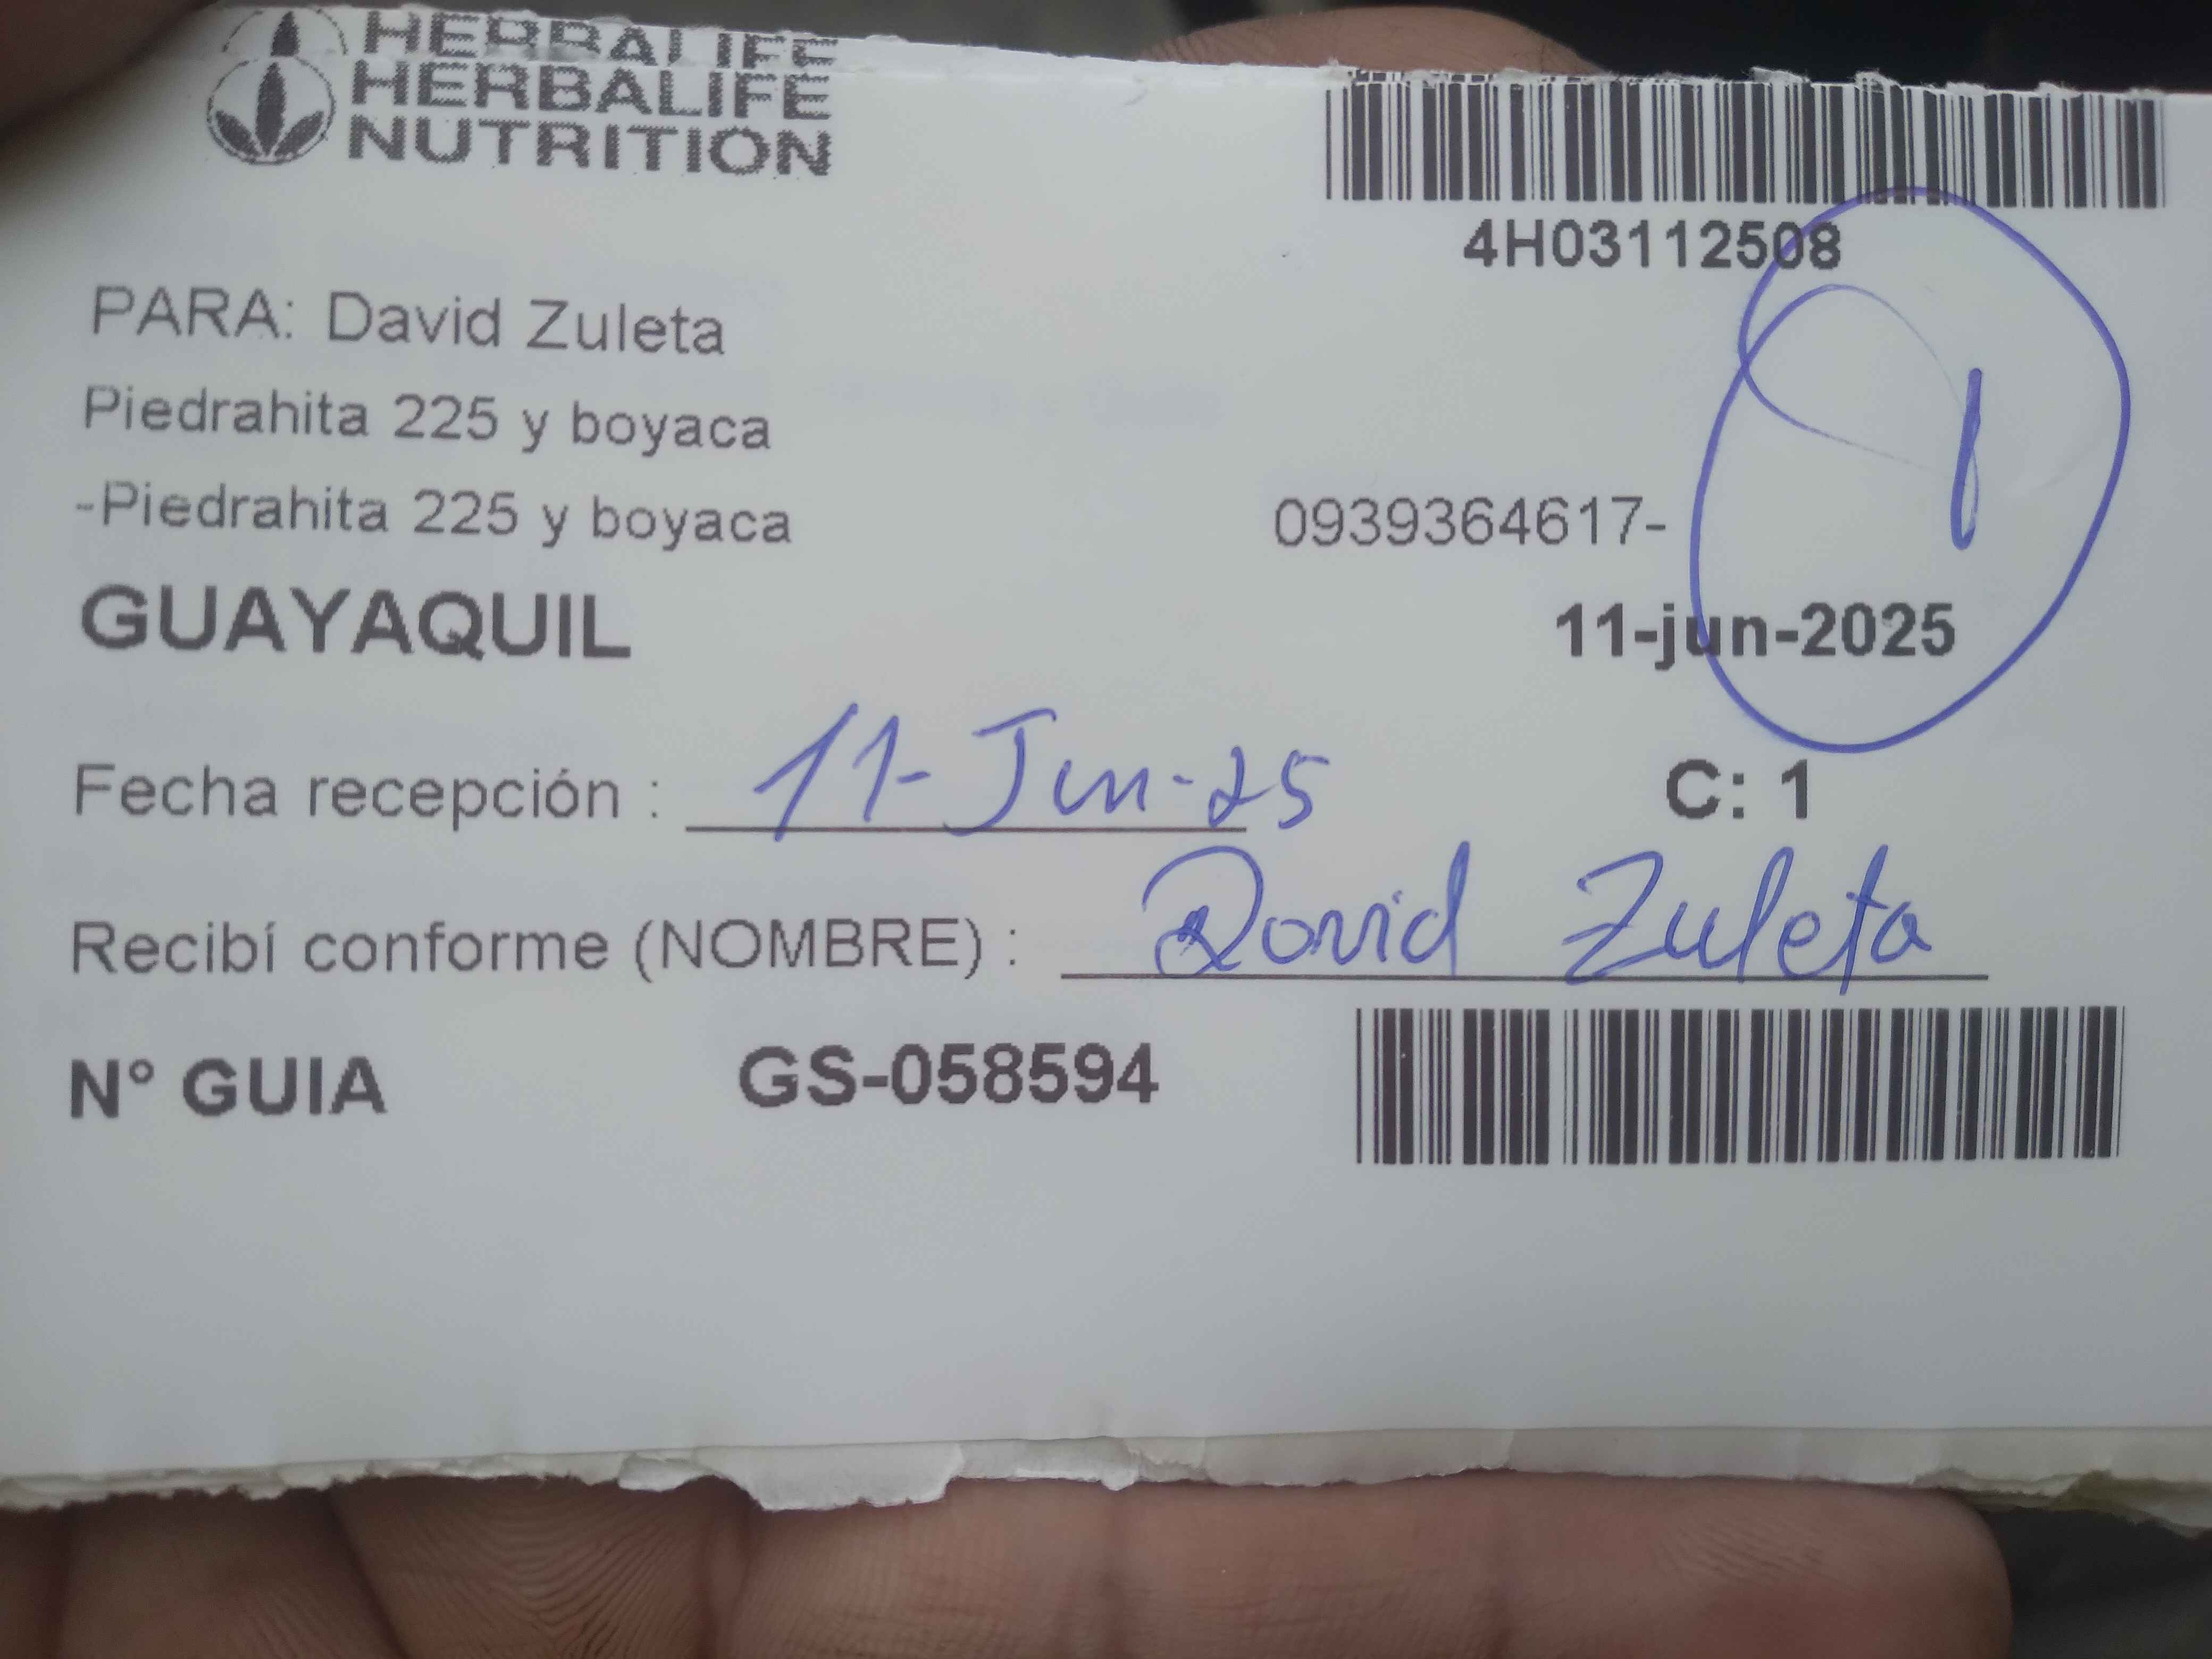 HERBALIFE
HERBALIFE
NUTRITION
4H03112508
PARA: David Zuleta
Piedrahita 225 y boyaca
-Piedrahita 225 y boyaca
0939364617-
1
GUAYAQUIL
11-jun-2025
Fecha recepción : 11-Jun-25
C: 1
Recibí conforme (NOMBRE) : David Zuleta
N° GUIA GS-058594